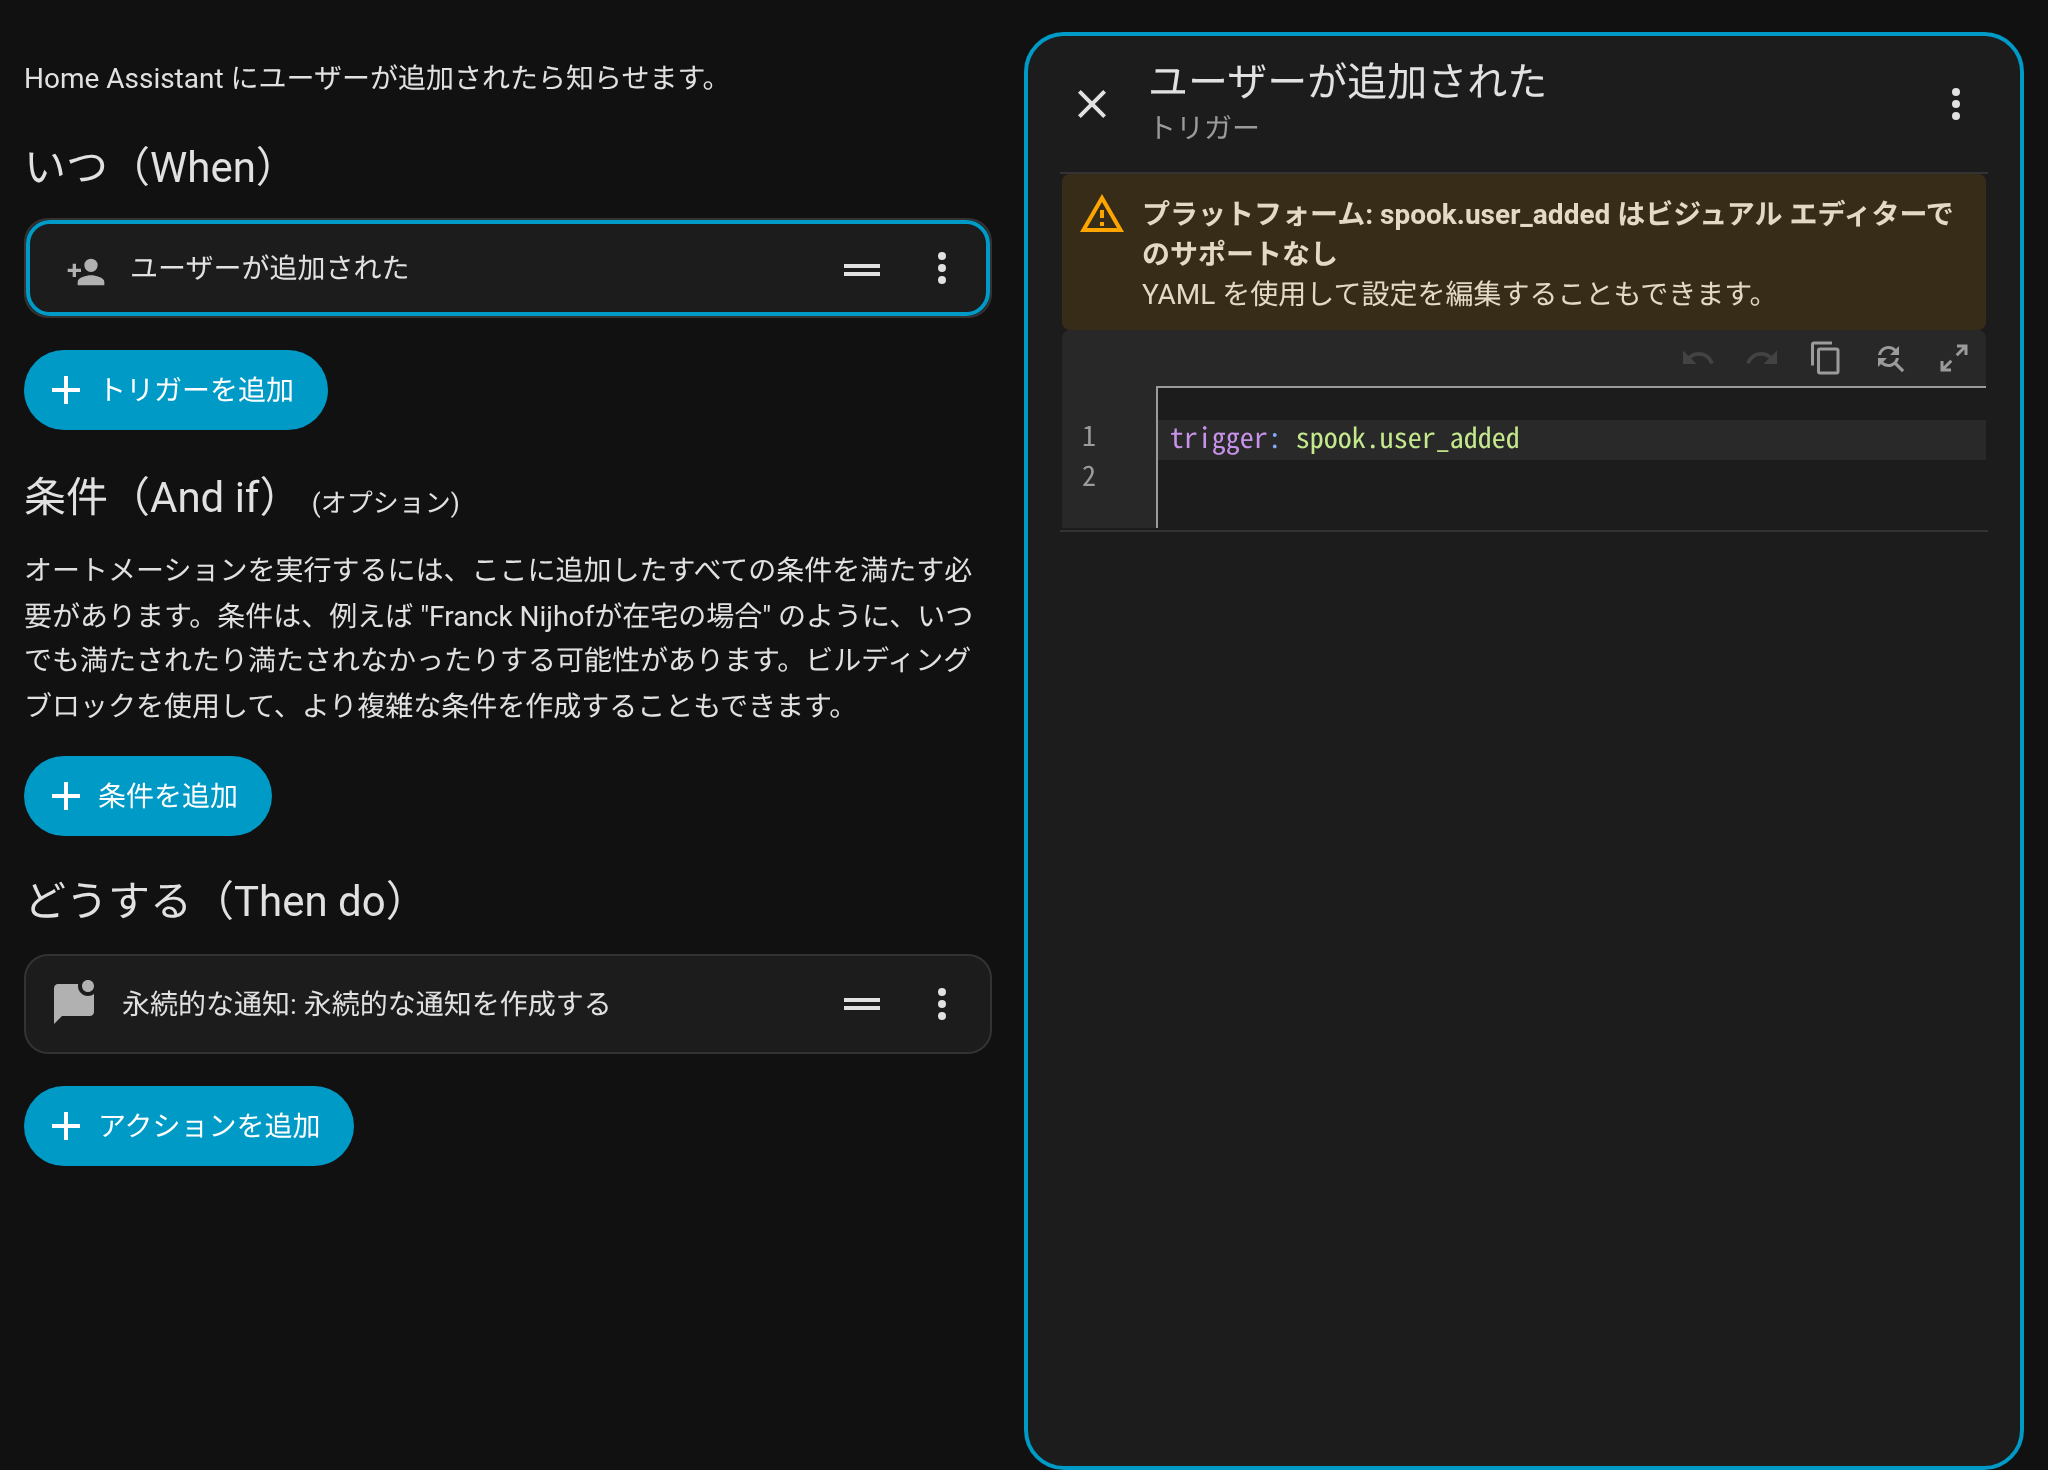 Home Assistant にユーザーが追加されたら知らせます。
いつ（When）
ユーザーが追加された
トリガーを追加
条件（And if） (オプション)
オートメーションを実行するには、ここに追加したすべての条件を満たす必
要があります。条件は、例えば "Franck Nijhofが在宅の場合" のように、いつ
でも満たされたり満たされなかったりする可能性があります。ビルディング
ブロックを使用して、より複雑な条件を作成することもできます。
条件を追加
どうする（Then do）
永続的な通知: 永続的な通知を作成する
アクションを追加
ユーザーが追加された
トリガー
プラットフォーム: spook.user_added はビジュアル エディターで
のサポートなし
YAML を使用して設定を編集することもできます。
1 trigger: spook.user_added
2